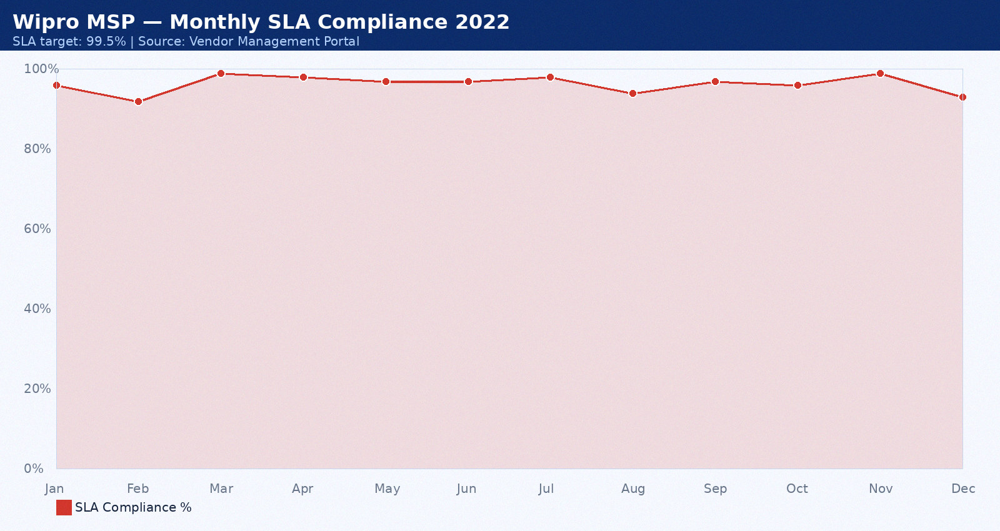 Wipro MSP — Monthly SLA Compliance 2022
SLA target: 99.5% | Source: Vendor Management Portal
100%
80%
60%
40%
20%
0%
Jan Feb Mar Apr May Jun Jul Aug Sep Oct Nov Dec
SLA Compliance %